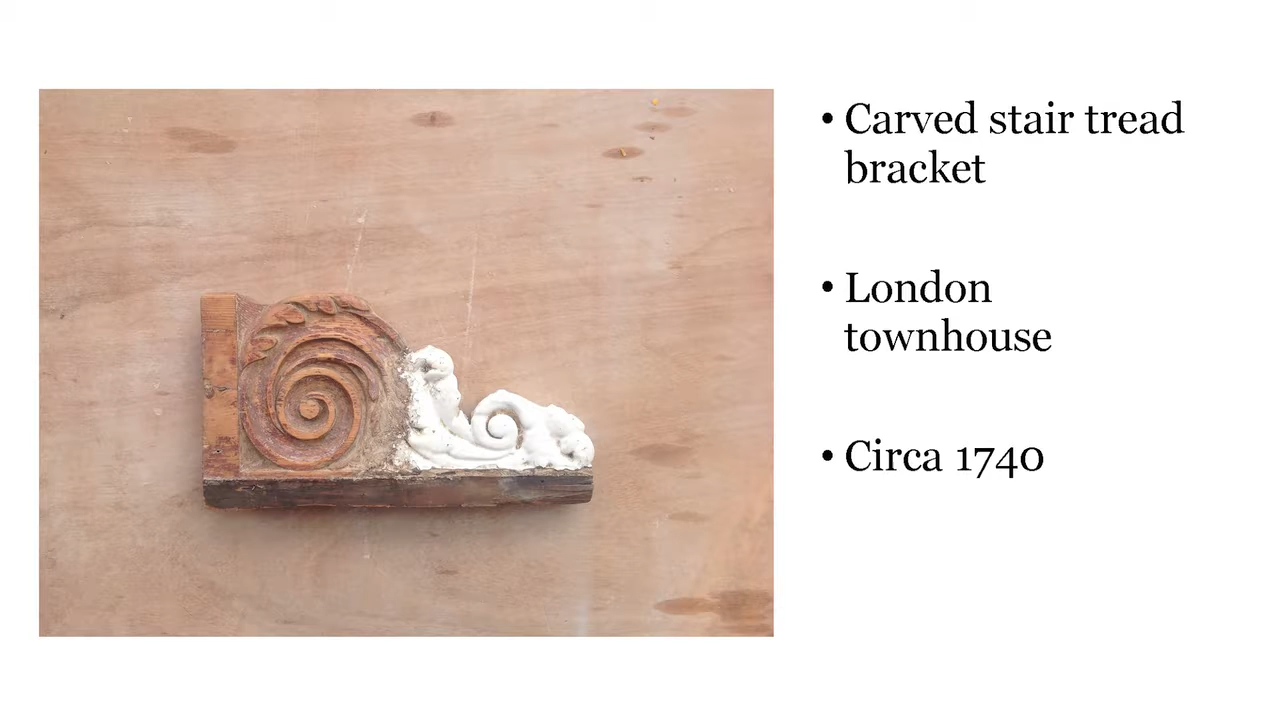 • Carved stair tread
bracket
• London
townhouse
• Circa 1740